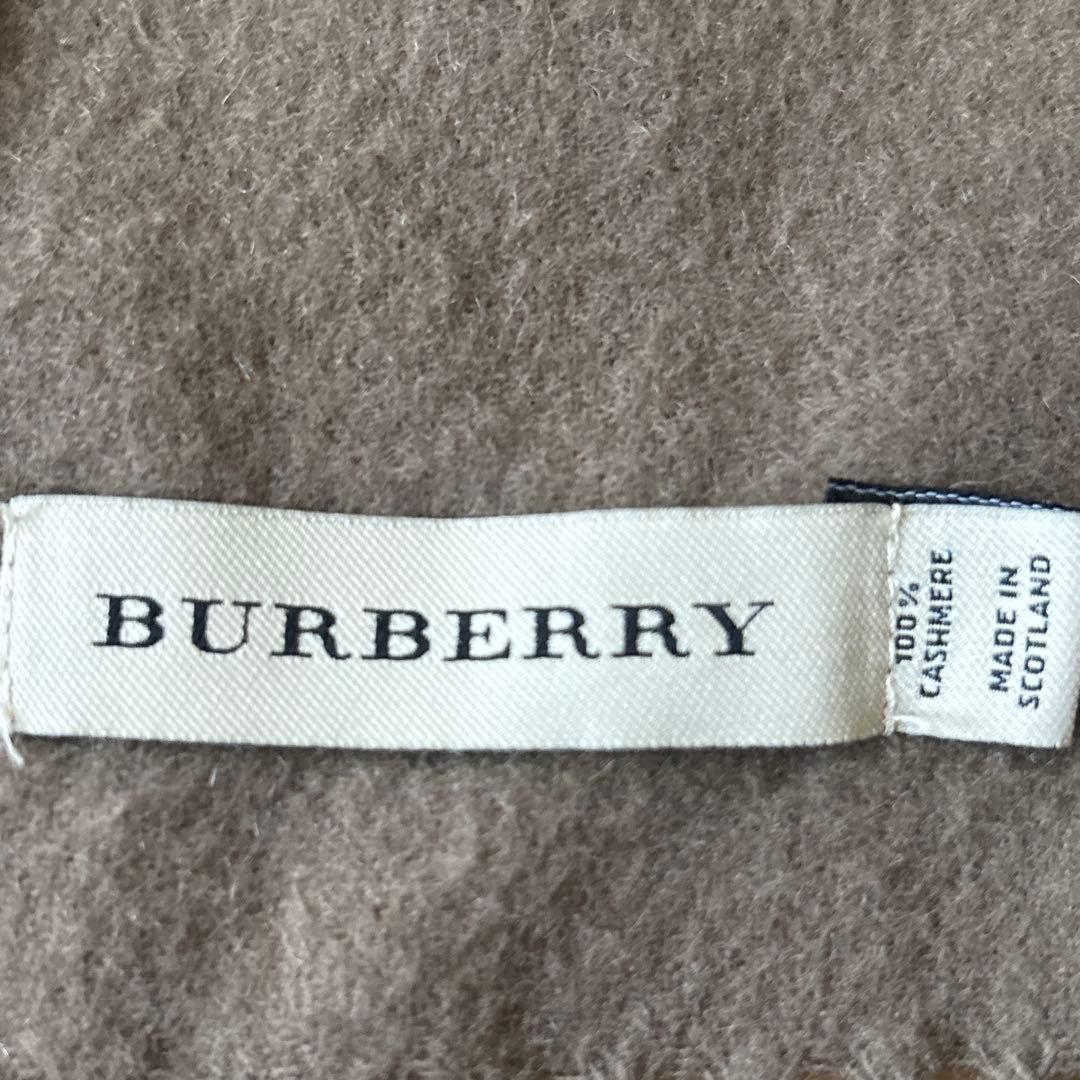 BURBERRY
100%
CASHMERE
MADE IN
SCOTLAND